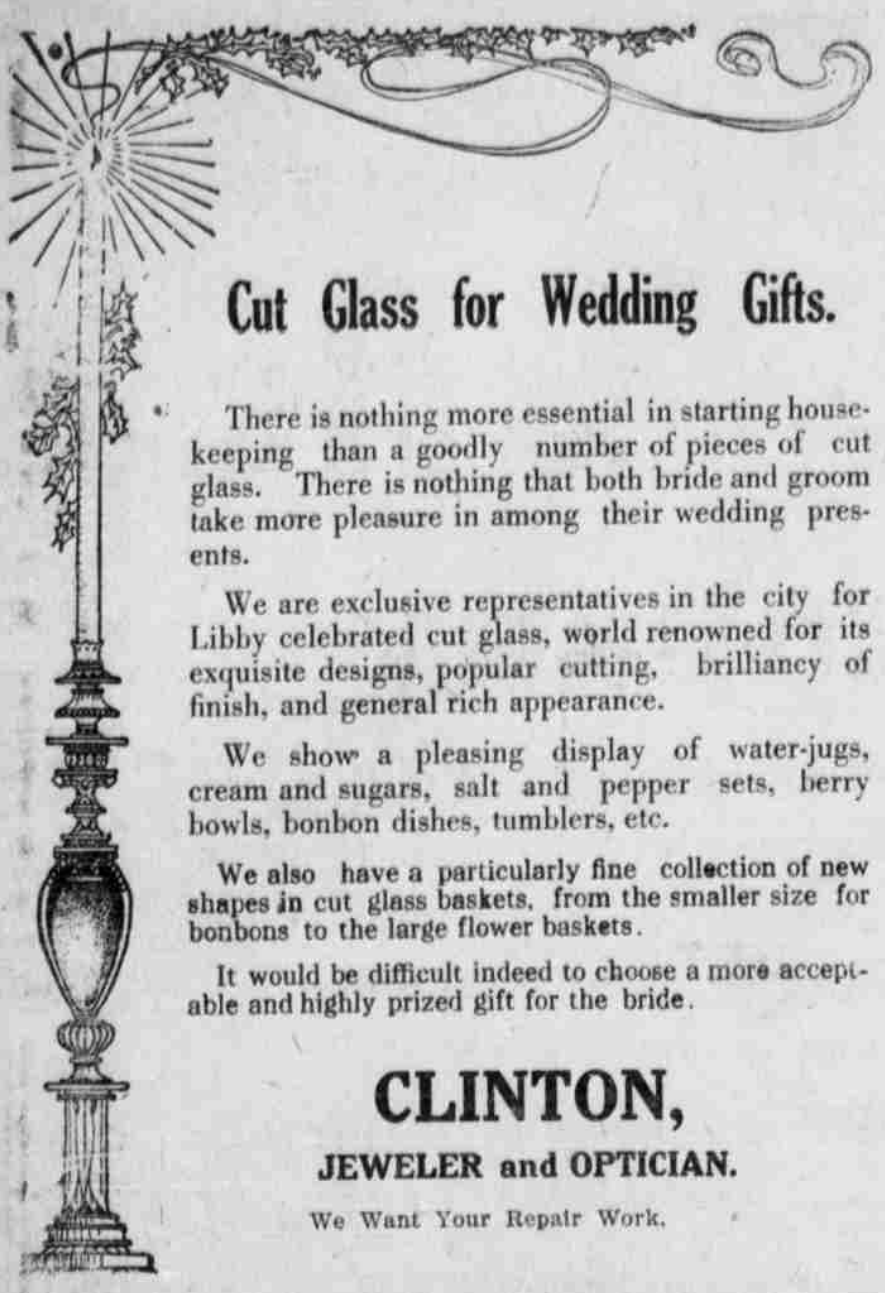 Cut Glass for Wedding Gifts.
There is nothing more essential in starting house-
keeping than a goodly number of pieces of cut
glass. There is nothing that both bride and groom
take more pleasure in among their wedding pres-
ents.
We are exclusive representatives in the city for
Libby celebrated cut glass, world renowned for its
exquisite designs, popular cutting, brilliancy of
finish, and general rich appearance.
We show a pleasing display of water-jugs,
cream and sugars, salt and pepper sets, berry
bowls, bonbon dishes, tumblers, etc.
We also have a particularly fine collection of new
shapes in cut glass baskets, from the smaller size for
bonbons to the large flower baskets.
It would be difficult indeed to choose a more accept-
able and highly prized gift for the bride.
CLINTON,
JEWELER and OPTICIAN.
We Want Your Repair Work.